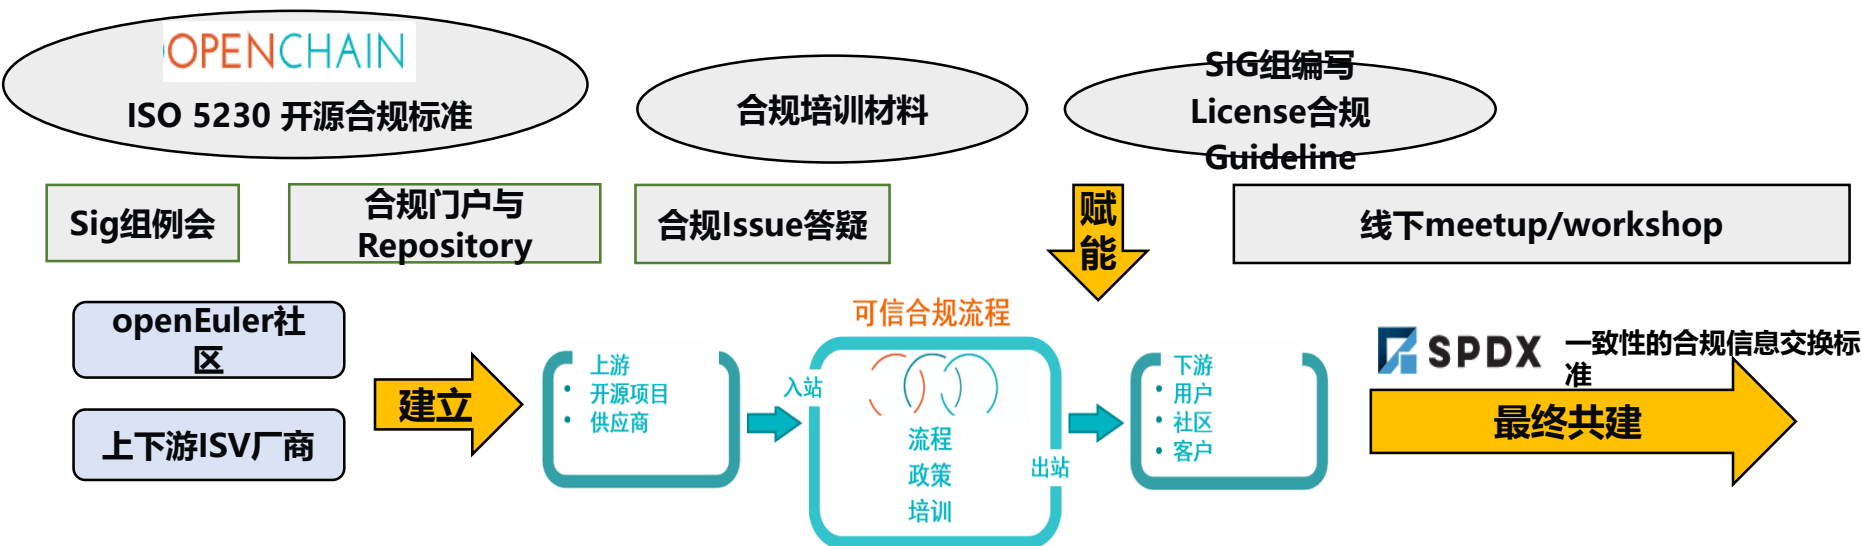 OPENCHAIN
ISO 5230 开源合规标准
合规培训材料
SIG组编写
License合规
Guideline
Sig组例会
合规门户与
Repository
合规Issue答疑
赋
能
线下meetup/workshop
openEuler社
区
上下游ISV厂商
建立
上游
• 开源项目
• 供应商
可信合规流程
入站
流程
政策
培训
出站
下游
• 用户
• 社区
• 客户
SPDX
一致性的合规信息交换标
准
最终共建